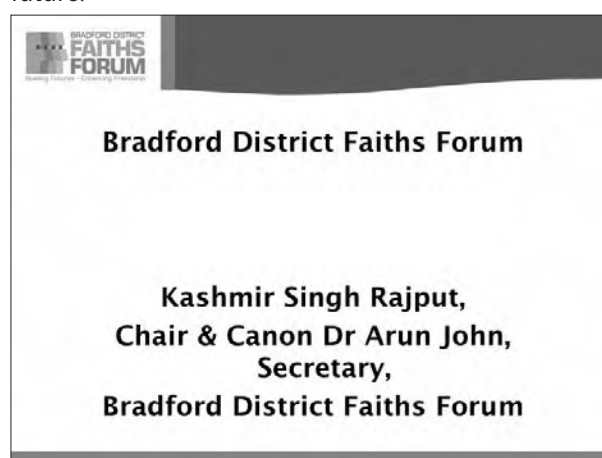 future.
BRADFORD DISTRICT
FAITHS
FORUM
Bradford District Faiths Forum
Kashmir Singh Rajput,
Chair & Canon Dr Arun John,
Secretary,
Bradford District Faiths Forum